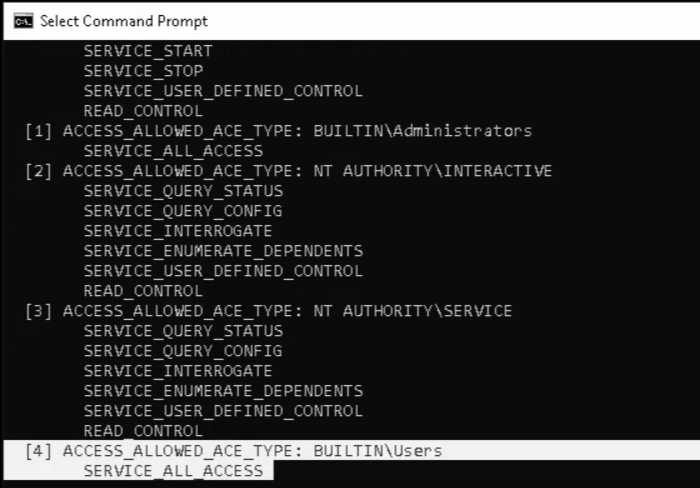 Select Command Prompt
SERVICE_START
SERVICE_STOP
SERVICE_USER_DEFINED_CONTROL
READ_CONTROL
[1] ACCESS_ALLOWED_ACE_TYPE: BUILTIN\Administrators
SERVICE_ALL_ACCESS
[2] ACCESS_ALLOWED_ACE_TYPE: NT AUTHORITY\INTERACTIVE
SERVICE_QUERY_STATUS
SERVICE_QUERY_CONFIG
SERVICE_INTERROGATE
SERVICE_ENUMERATE_DEPENDENTS
SERVICE_USER_DEFINED_CONTROL
READ_CONTROL
[3] ACCESS_ALLOWED_ACE_TYPE: NT AUTHORITY\SERVICE
SERVICE_QUERY_STATUS
SERVICE_QUERY_CONFIG
SERVICE_INTERROGATE
SERVICE_ENUMERATE_DEPENDENTS
SERVICE_USER_DEFINED_CONTROL
READ_CONTROL
[4] ACCESS_ALLOWED_ACE_TYPE: BUILTIN\Users
SERVICE_ALL_ACCESS